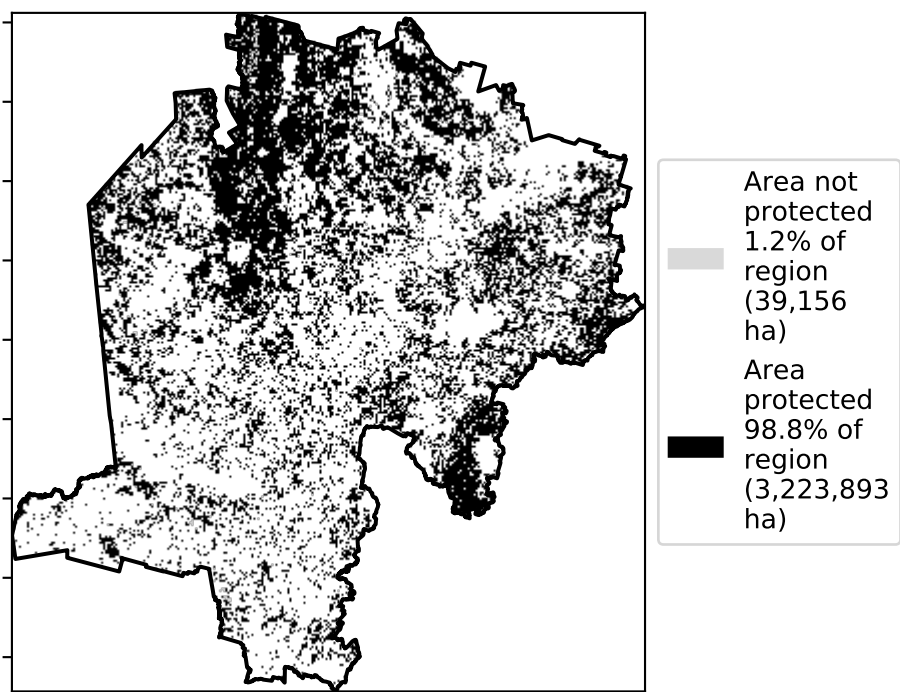 Area not
protected
1.2% of
region
(39,156
ha)
Area
protected
98.8% of
region
(3,223,893
ha)